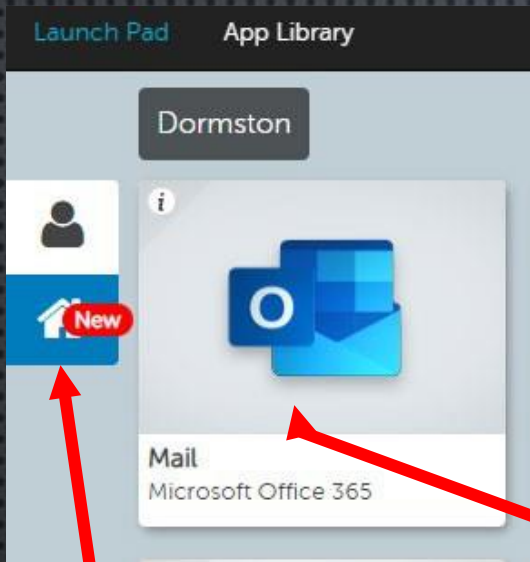 Launch Pad App Library
Dormston
i
O
New
Mail
Microsoft Office 365